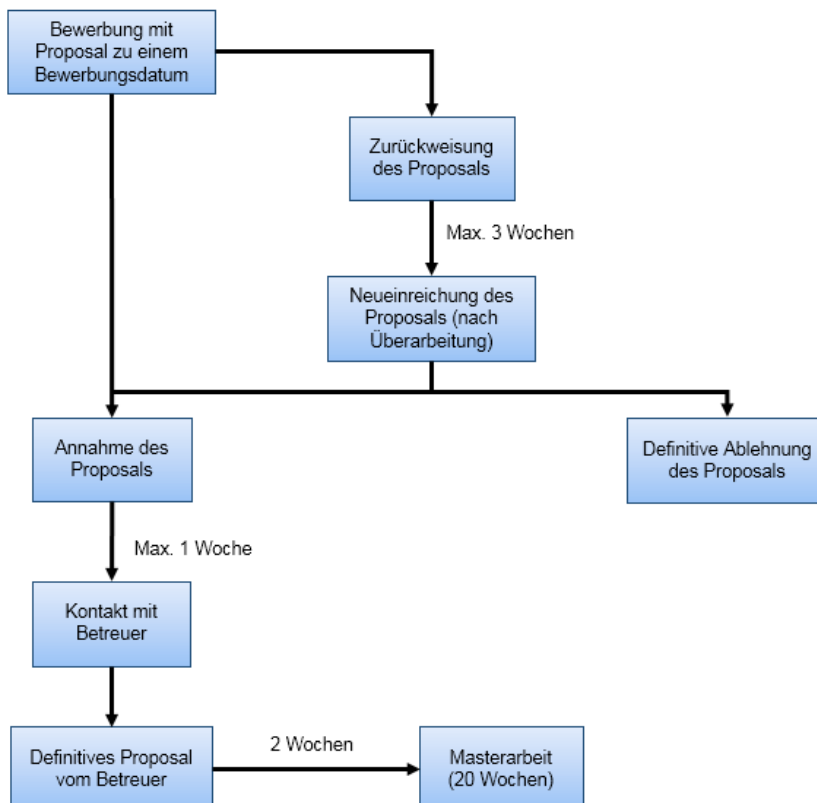 Bewerbung mit
Proposal zu einem
Bewerbungsdatum
Zurückweisung
des Proposals
Max. 3 Wochen
Neueinreichung des
Proposals (nach
Überarbeitung)
Annahme des
Proposals
Definitive Ablehnung
des Proposals
Max. 1 Woche
Kontakt mit
Betreuer
Definitives Proposal
vom Betreuer
2 Wochen
Masterarbeit
(20 Wochen)